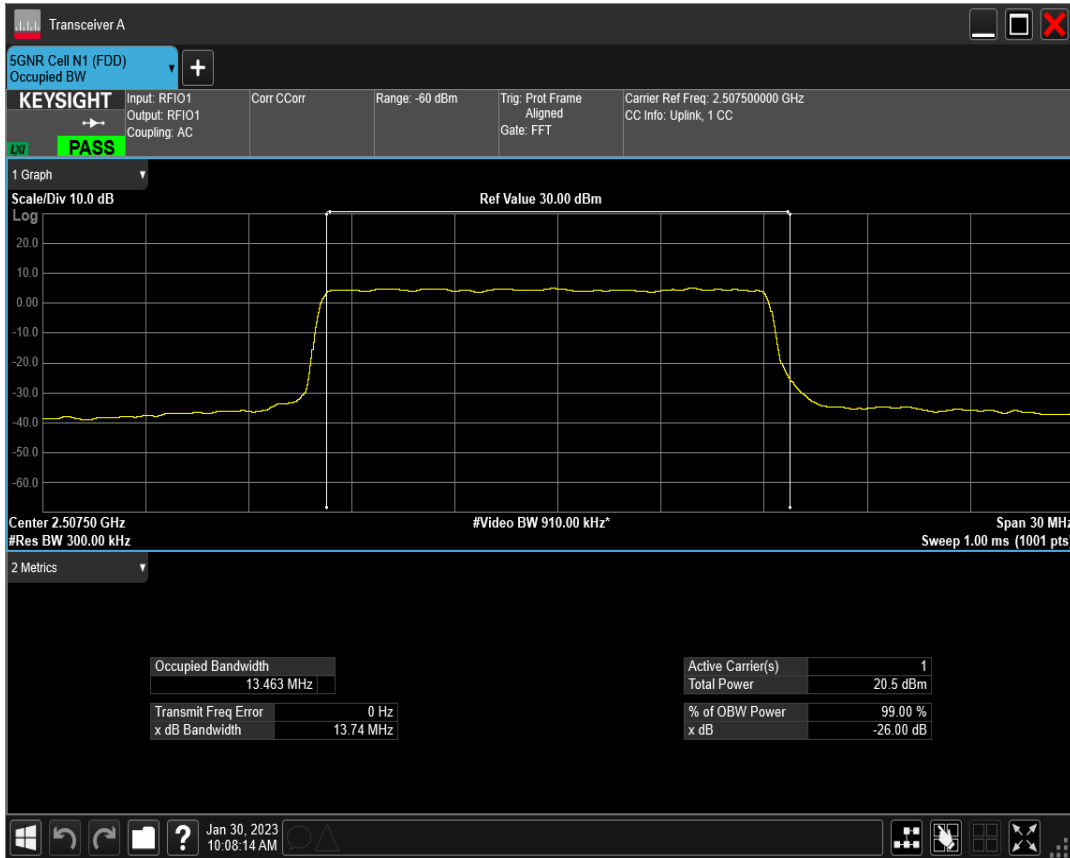 Transceiver A
5GNR Cell N1 (FDD)
Occupied BW
+
KEYSIGHT
LXI
PASS
Input: RFIO1
Output: RFIO1
Coupling: AC
Corr CCorr
Range: -60 dBm
Trig: Prot Frame
Aligned
Gate: FFT
Carrier Ref Freq: 2.507500000 GHz
CC Info: Uplink, 1 CC
1 Graph
Scale/Div 10.0 dB
Ref Value 30.00 dBm
Log
20.0
10.0
0.00
-10.0
-20.0
-30.0
-40.0
-50.0
-60.0
Center 2.50750 GHz
#Video BW 910.00 kHz*
Span 30 MHz
#Res BW 300.00 kHz
Sweep 1.00 ms (1001 pts)
2 Metrics
Occupied Bandwidth
13.463 MHz
Transmit Freq Error 0 Hz
x dB Bandwidth 13.74 MHz
Active Carrier(s) 1
Total Power 20.5 dBm
% of OBW Power 99.00 %
x dB -26.00 dB
?
Jan 30, 2023
10:08:14 AM